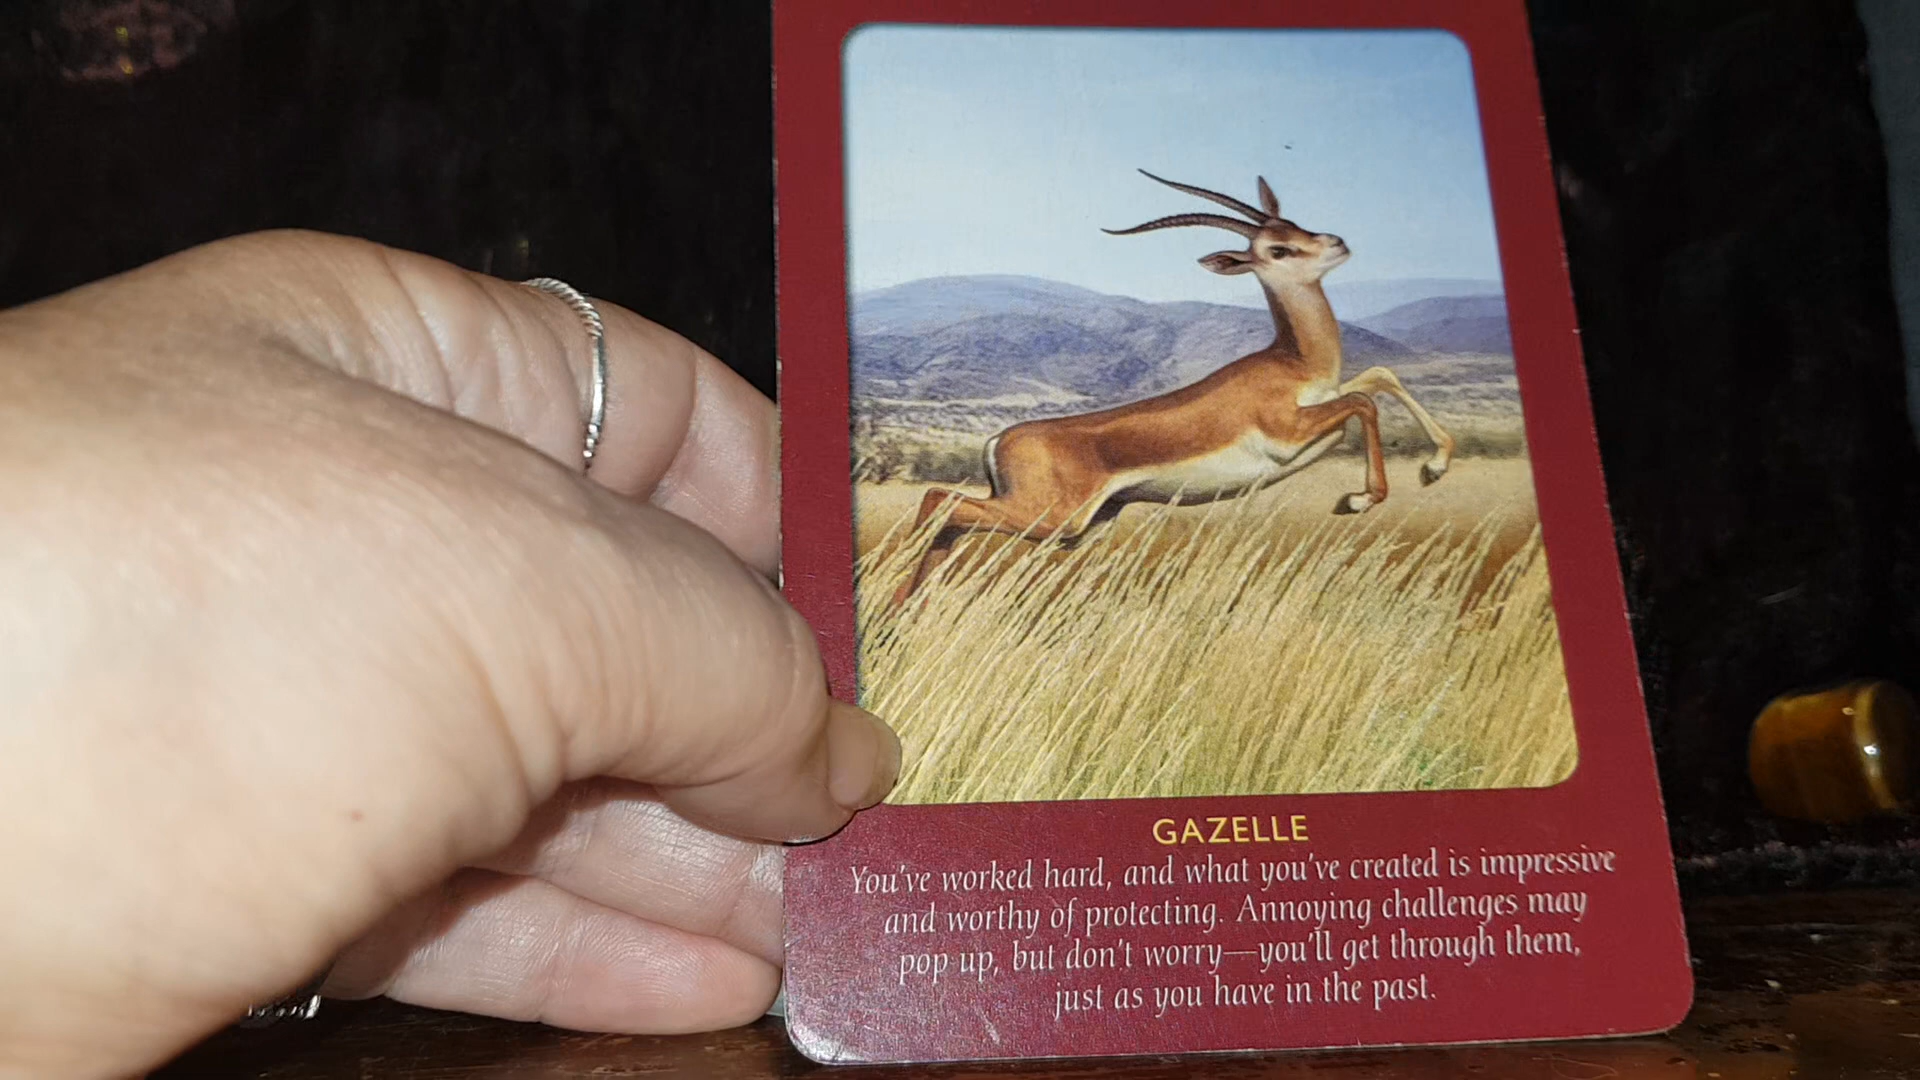 GAZELLE
You've worked hard, and what you've created is impressive
and worthy of protecting. Annoying challenges may
pop up, but don't worry—you'll get through them,
just as you have in the past.